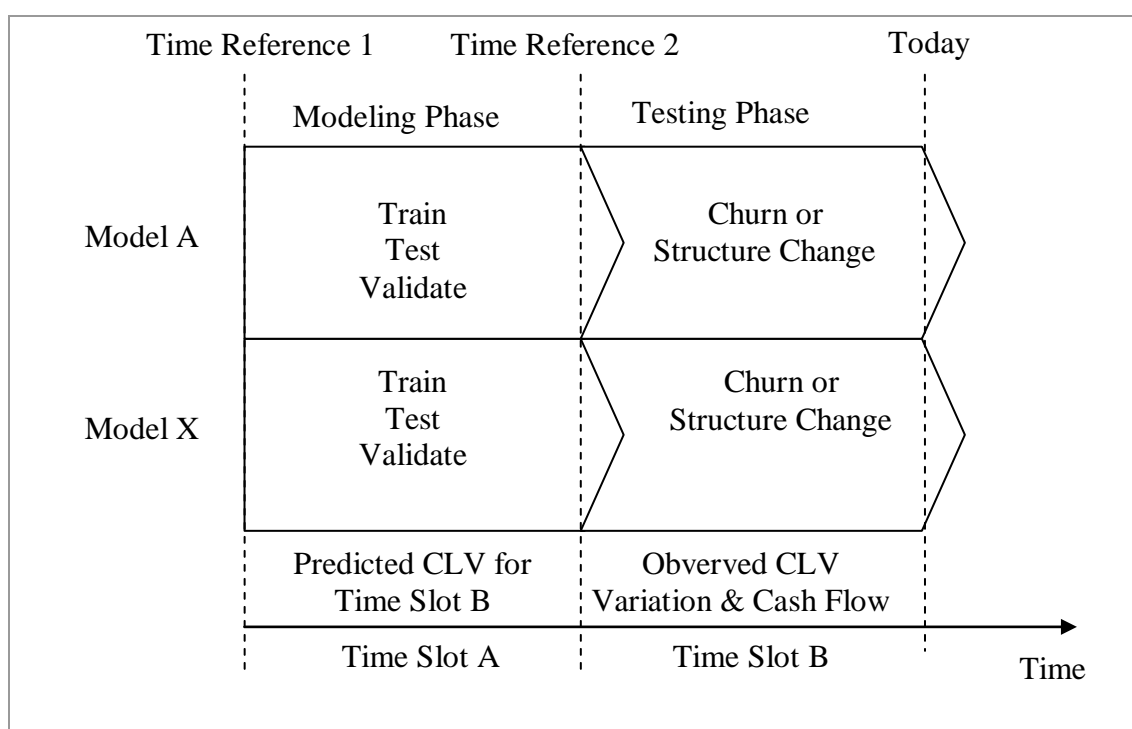 Time Reference 1
Time Reference 2
Today
Modeling Phase
Testing Phase
Model A
Train
Test
Validate
Churn or
Structure Change
Model X
Train
Test
Validate
Churn or
Structure Change
Predicted CLV for
Time Slot B
Obverved CLV
Variation & Cash Flow
Time Slot A
Time Slot B
Time